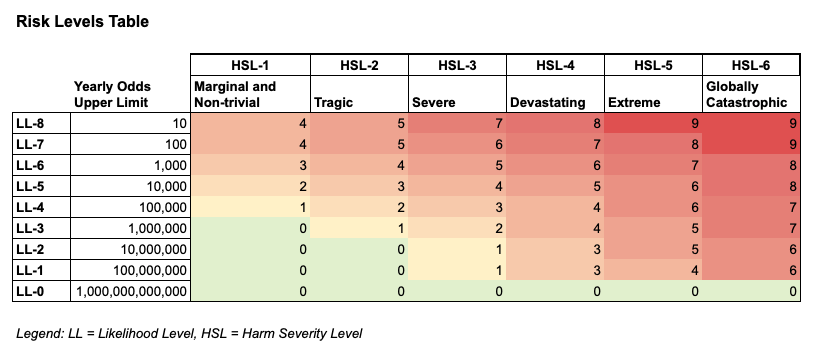 Risk Levels Table
HSL-1 HSL-2 HSL-3 HSL-4 HSL-5 HSL-6
Yearly Odds Marginal and Globally
Upper Limit Non-trivial Tragic Severe Devastating Extreme Catastrophic
LL-8 10 4 5 7 8 9 9
LL-7 100 4 5 6 7 8 9
LL-6 1,000 3 4 5 6 7 8
LL-5 10,000 2 3 4 5 6 8
LL-4 100,000 1 2 3 4 6 7
LL-3 1,000,000 0 1 2 4 5 7
LL-2 10,000,000 0 0 1 3 5 6
LL-1 100,000,000 0 0 1 3 4 6
LL-0 1,000,000,000,000 0 0 0 0 0 0
Legend: LL = Likelihood Level, HSL = Harm Severity Level